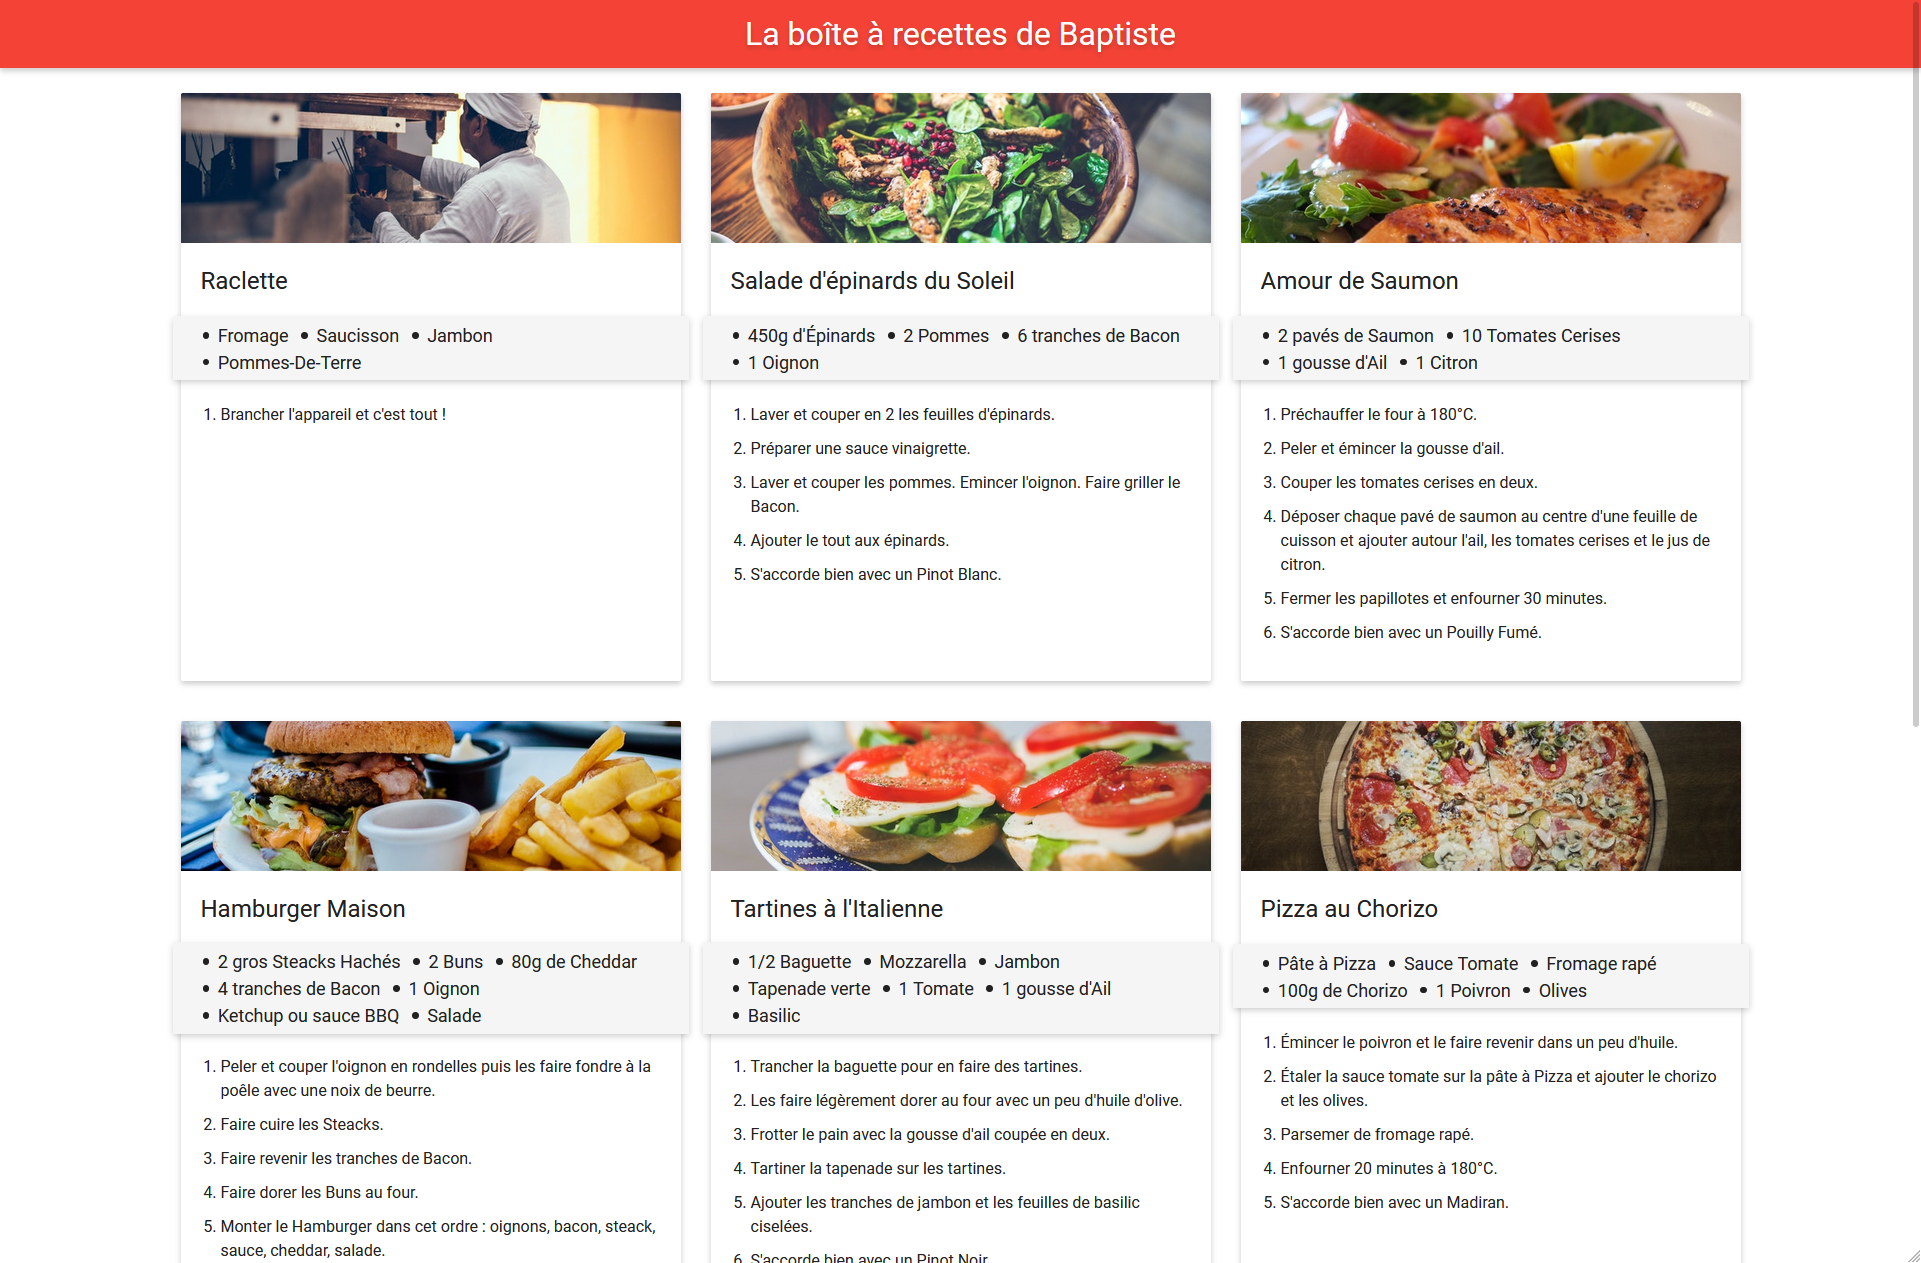 La boîte à recettes de Baptiste
Raclette
• Fromage • Saucisson • Jambon
• Pommes-De-Terre
1. Brancher l'appareil et c'est tout !
Salade d'épinards du Soleil
• 450g d'Épinards • 2 Pommes • 6 tranches de Bacon
• 1 Oignon
1. Laver et couper en 2 les feuilles d'épinards.
2. Préparer une sauce vinaigrette.
3. Laver et couper les pommes. Emincer l'oignon. Faire griller le
Bacon.
4. Ajouter le tout aux épinards.
5. S'accorde bien avec un Pinot Blanc.
Amour de Saumon
• 2 pavés de Saumon • 10 Tomates Cerises
• 1 gousse d'Ail • 1 Citron
1. Préchauffer le four à 180°C.
2. Peler et émincer la gousse d'ail.
3. Couper les tomates cerises en deux.
4. Déposer chaque pavé de saumon au centre d'une feuille de
cuisson et ajouter autour l'ail, les tomates cerises et le jus de
citron.
5. Fermer les papillotes et enfourner 30 minutes.
6. S'accorde bien avec un Pouilly Fumé.
Hamburger Maison
• 2 gros Steacks Hachés • 2 Buns • 80g de Cheddar
• 4 tranches de Bacon • 1 Oignon
• Ketchup ou sauce BBQ • Salade
1. Peler et couper l'oignon en rondelles puis les faire fondre à la
poêle avec une noix de beurre.
2. Faire cuire les Steacks.
3. Faire revenir les tranches de Bacon.
4. Faire dorer les Buns au four.
5. Monter le Hamburger dans cet ordre : oignons, bacon, steack,
sauce, cheddar, salade.
Tartines à l'Italienne
• 1/2 Baguette • Mozzarella • Jambon
• Tapenade verte • 1 Tomate • 1 gousse d'Ail
• Basilic
1. Trancher la baguette pour en faire des tartines.
2. Les faire légèrement dorer au four avec un peu d'huile d'olive.
3. Frotter le pain avec la gousse d'ail coupée en deux.
4. Tartiner la tapenade sur les tartines.
5. Ajouter les tranches de jambon et les feuilles de basilic
ciselées.
6. S'accorde bien avec un Pinot Noir.
Pizza au Chorizo
• Pâte à Pizza • Sauce Tomate • Fromage rapé
• 100g de Chorizo • 1 Poivron • Olives
1. Émincer le poivron et le faire revenir dans un peu d'huile.
2. Étaler la sauce tomate sur la pâte à Pizza et ajouter le chorizo
et les olives.
3. Parsemer de fromage rapé.
4. Enfourner 20 minutes à 180°C.
5. S'accorde bien avec un Madiran.